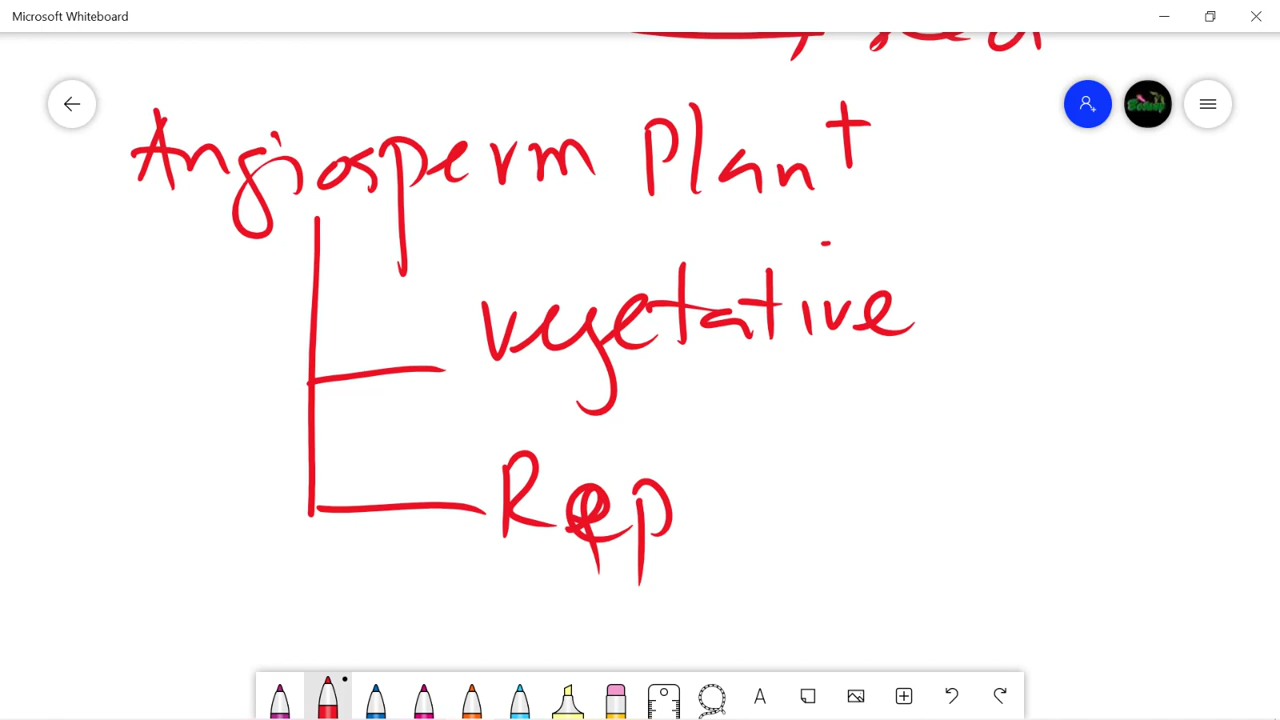 Microsoft Whiteboard
Angiosperm Plant
vegetative
Rep
A